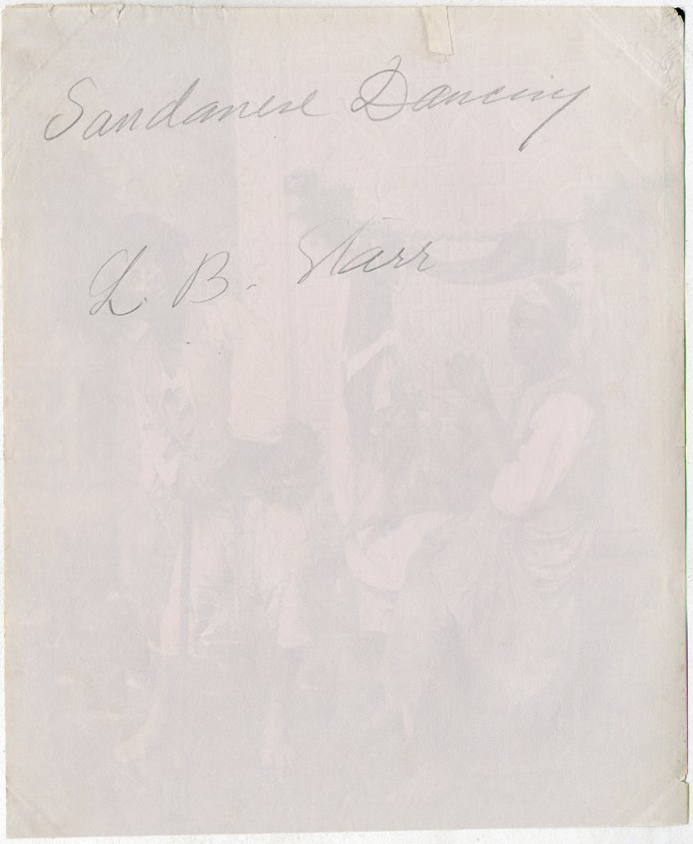 Sandanese Dancing
L. B. Starr